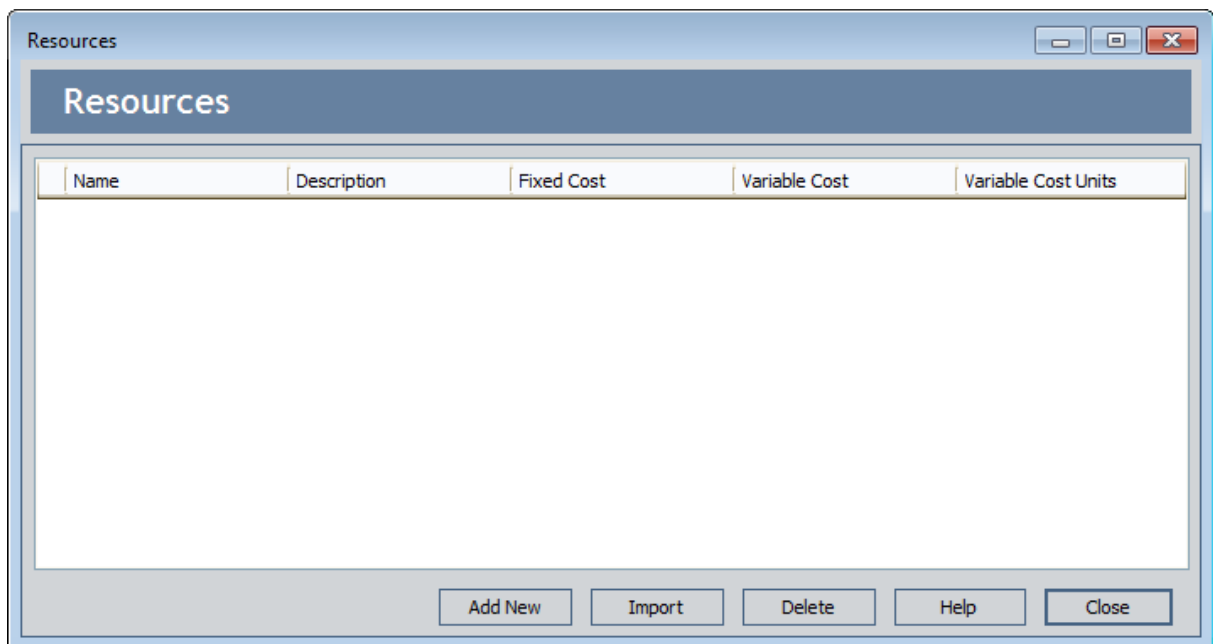 Resources
Resources
Name Description Fixed Cost Variable Cost Variable Cost Units
Add New Import Delete Help Close